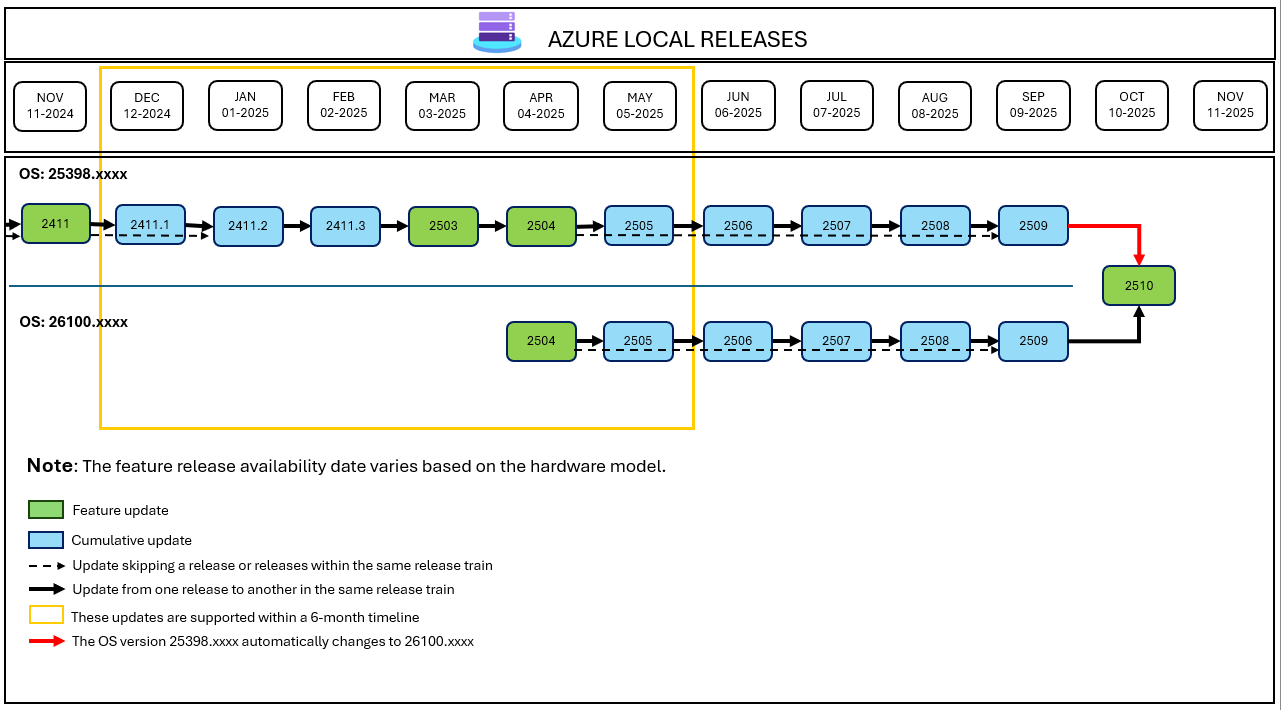 AZURE LOCAL RELEASES
NOV
11-2024
DEC
12-2024
JAN
01-2025
FEB
02-2025
MAR
03-2025
APR
04-2025
MAY
05-2025
JUN
06-2025
JUL
07-2025
AUG
08-2025
SEP
09-2025
OCT
10-2025
NOV
11-2025
OS: 25398.xxxx
2411
2411.1
2411.2
2411.3
2503
2504
2505
2506
2507
2508
2509
2510
OS: 26100.xxxx
2504
2505
2506
2507
2508
2509
Note: The feature release availability date varies based on the hardware model.
Feature update
Cumulative update
Update skipping a release or releases within the same release train
Update from one release to another in the same release train
These updates are supported within a 6-month timeline
The OS version 25398.xxxx automatically changes to 26100.xxxx